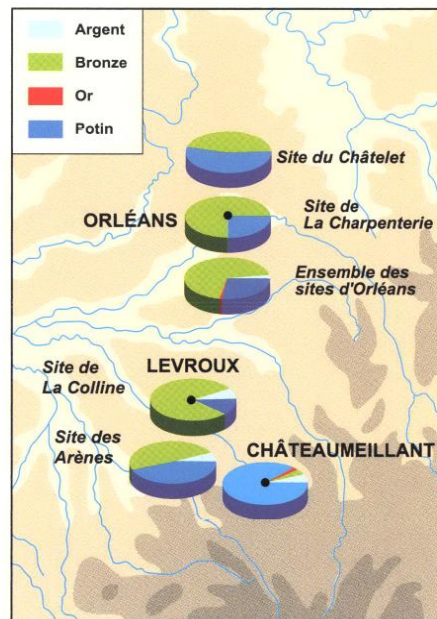 Argent
Bronze
Or
Potin
Site du Châtelet
ORLÉANS
Site de
La Charpenterie
Ensemble des
sites d'Orléans
Site de
La Colline
LEVROUX
Site des
Arènes
CHÂTEAUMEILLANT